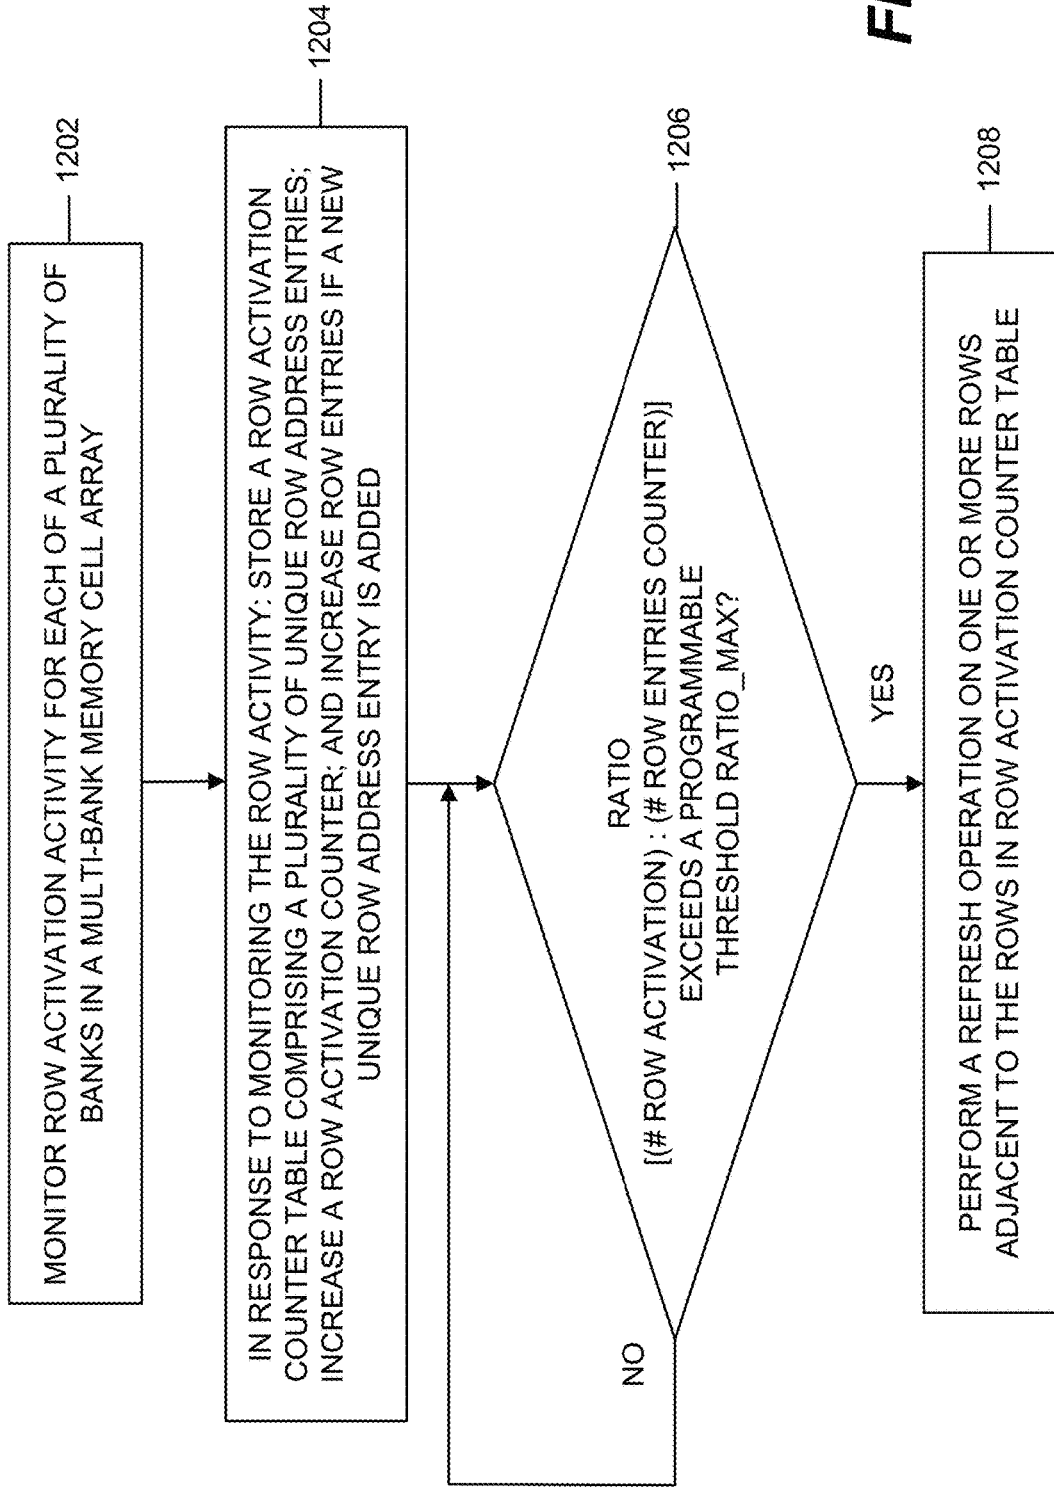 MONITOR ROW ACTIVATION ACTIVITY FOR EACH OF A PLURALITY OF
BANKS IN A MULTI-BANK MEMORY CELL ARRAY
1202
IN RESPONSE TO MONITORING THE ROW ACTIVITY: STORE A ROW ACTIVATION
COUNTER TABLE COMPRISING A PLURALITY OF UNIQUE ROW ADDRESS ENTRIES;
INCREASE A ROW ACTIVATION COUNTER; AND INCREASE ROW ENTRIES IF A NEW
UNIQUE ROW ADDRESS ENTRY IS ADDED
1204
RATIO
[(# ROW ACTIVATION) : (# ROW ENTRIES COUNTER)]
EXCEEDS A PROGRAMMABLE
THRESHOLD RATIO_MAX?
1206
NO
YES
PERFORM A REFRESH OPERATION ON ONE OR MORE ROWS
ADJACENT TO THE ROWS IN ROW ACTIVATION COUNTER TABLE
1208